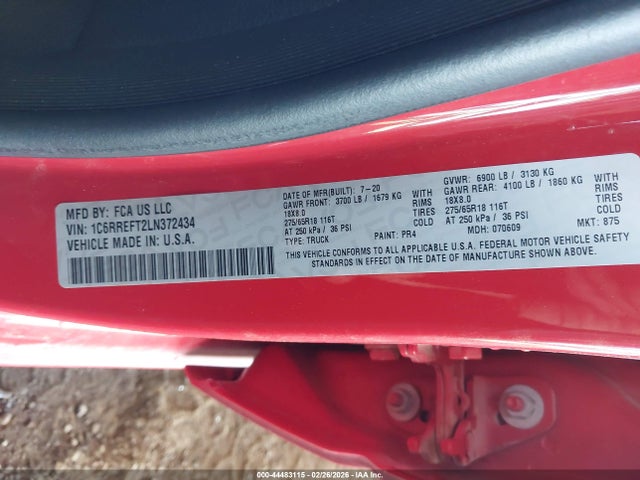 MFD BY: FCA US LLC
VIN: 1C6RREFT2LN372434
VEHICLE MADE IN U.S.A.
DATE OF MFR(BUILT): 7-20
GAWR FRONT: 3700 LB / 1679 KG WITH
18X8.0 RIMS
275/65R18 116T TIRES
AT 250 kPa / 36 PSI COLD
TYPE: TRUCK PAINT: PR4
GVWR: 6900 LB / 3130 KG
GAWR REAR: 4100 LB / 1860 KG WITH
18X8.0 RIMS
275/65R18 116T TIRES
AT 250 kPa / 36 PSI COLD
MDH: 070609 MKT: 875
THIS VEHICLE CONFORMS TO ALL APPLICABLE U.S.A. FEDERAL MOTOR VEHICLE SAFETY
STANDARDS IN EFFECT ON THE DATE OF MANUFACTURE SHOWN ABOVE.
000-44483115 - 02/26/2026 - IAAI.COM